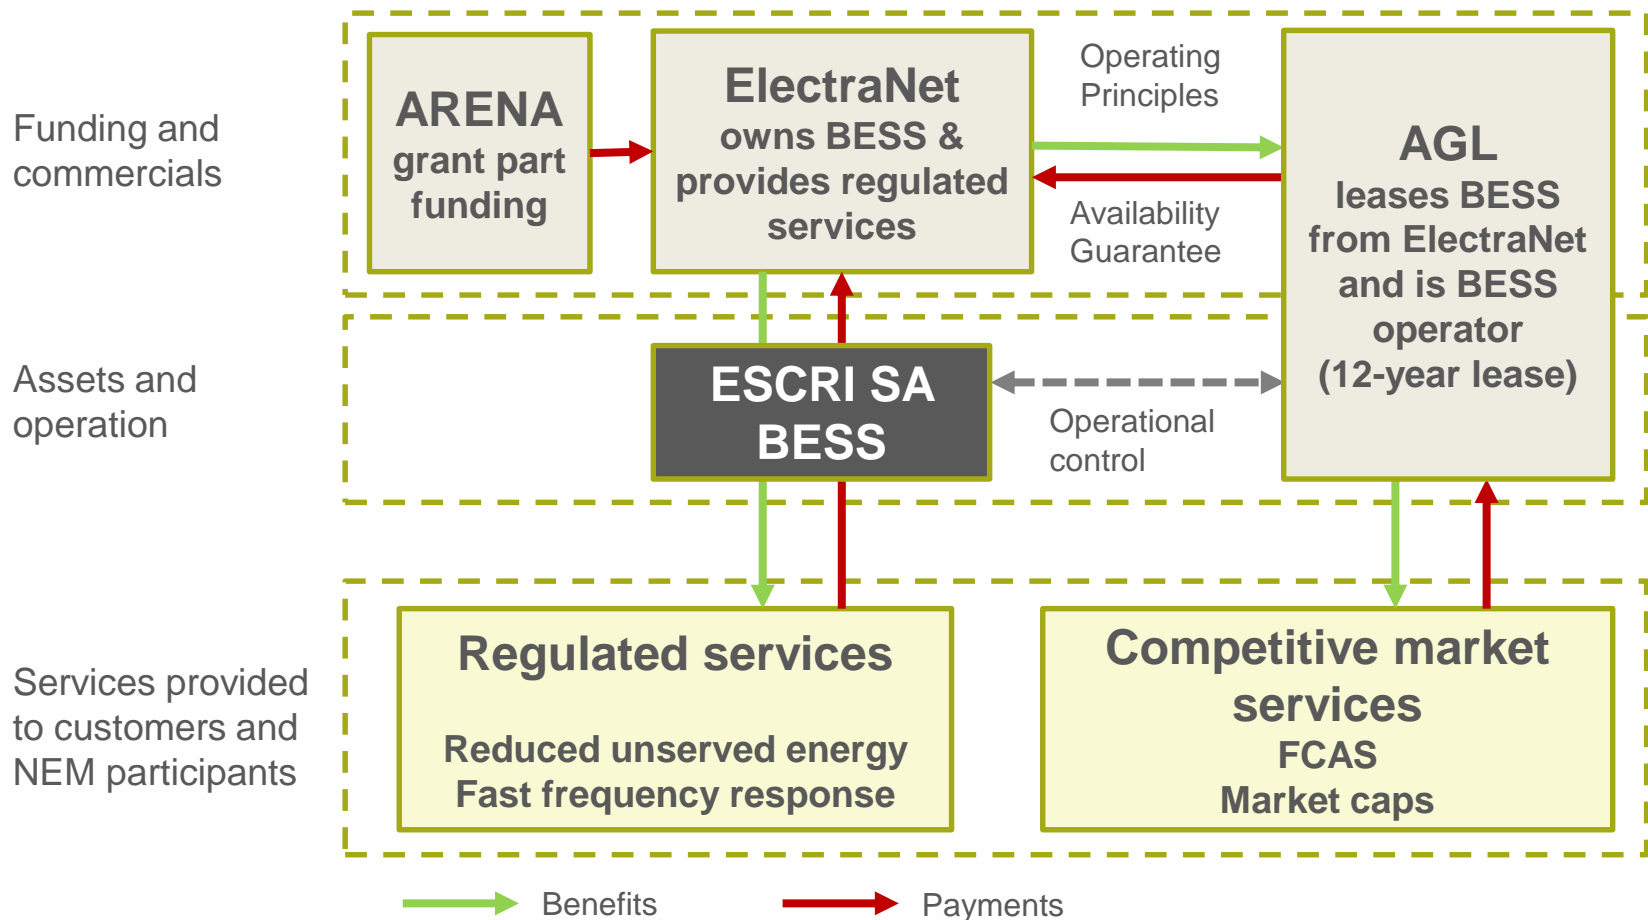 Funding and
commercials
ARENA
grant part
funding
ElectraNet
owns BESS &
provides regulated
services
Operating
Principles
Availability
Guarantee
AGL
leases BESS
from ElectraNet
and is BESS
operator
(12-year lease)
Assets and
operation
ESCRI SA
BESS
Operational
control
Services provided
to customers and
NEM participants
Regulated services
Reduced unserved energy
Fast frequency response
Competitive market
services
FCAS
Market caps
Benefits
Payments